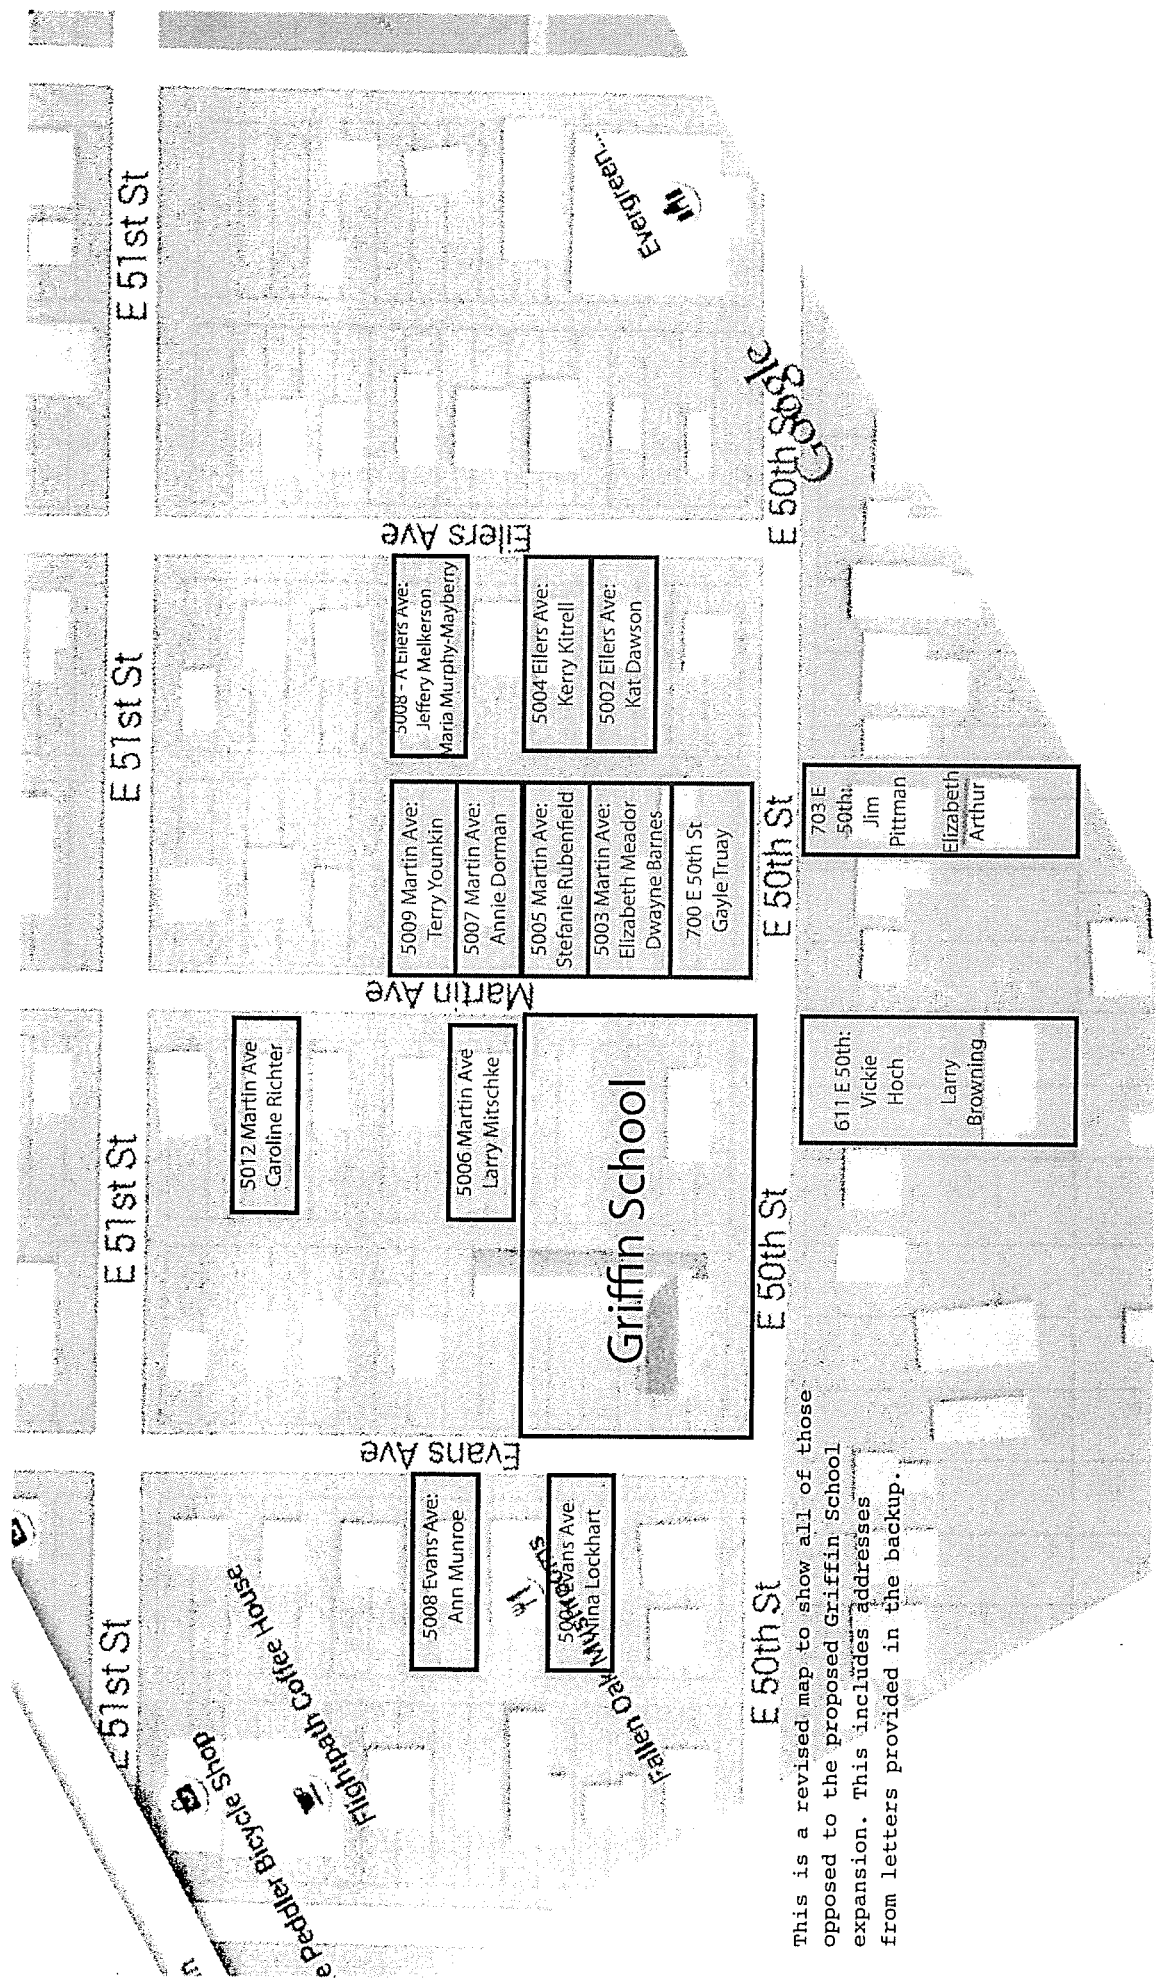 E 51st St
E 51st St
E 51st St
E 51st St
Peddler Bicycle Shop
Flightpath Coffee House
Evans Ave
Martin Ave
Eilers Ave
Evergreen...
5012 Martin Ave
Caroline Richter
5008 Evans Ave:
Ann Munroe
5006 Martin Ave
Larry Mitschke
5009 Martin Ave:
Terry Younkin
5007 Martin Ave:
Annie Dorman
5005 Martin Ave:
Stefanie Rubenfield
5003 Martin Ave:
Elizabeth Meador
Dwayne Barnes
700 E 50th St
Gayle Truay
5008 - A Eilers Ave:
Jeffery Melkerson
Maria Murphy-Mayberry
5004 Eilers Ave:
Kerry Kitrell
5002 Eilers Ave:
Kat Dawson
Evans Ave
Nina Lockhart
Fallen Oak Mushrooms
Griffin School
E 50th St
E 50th St
E 50th St
E 50th St
Google
611 E 50th:
Vickie
Hoch
Larry
Browning
703 E
50th:
Jim
Pittman
Elizabeth
Arthur
This is a revised map to show all of those
opposed to the proposed Griffin School
expansion. This includes addresses
from letters provided in the backup.